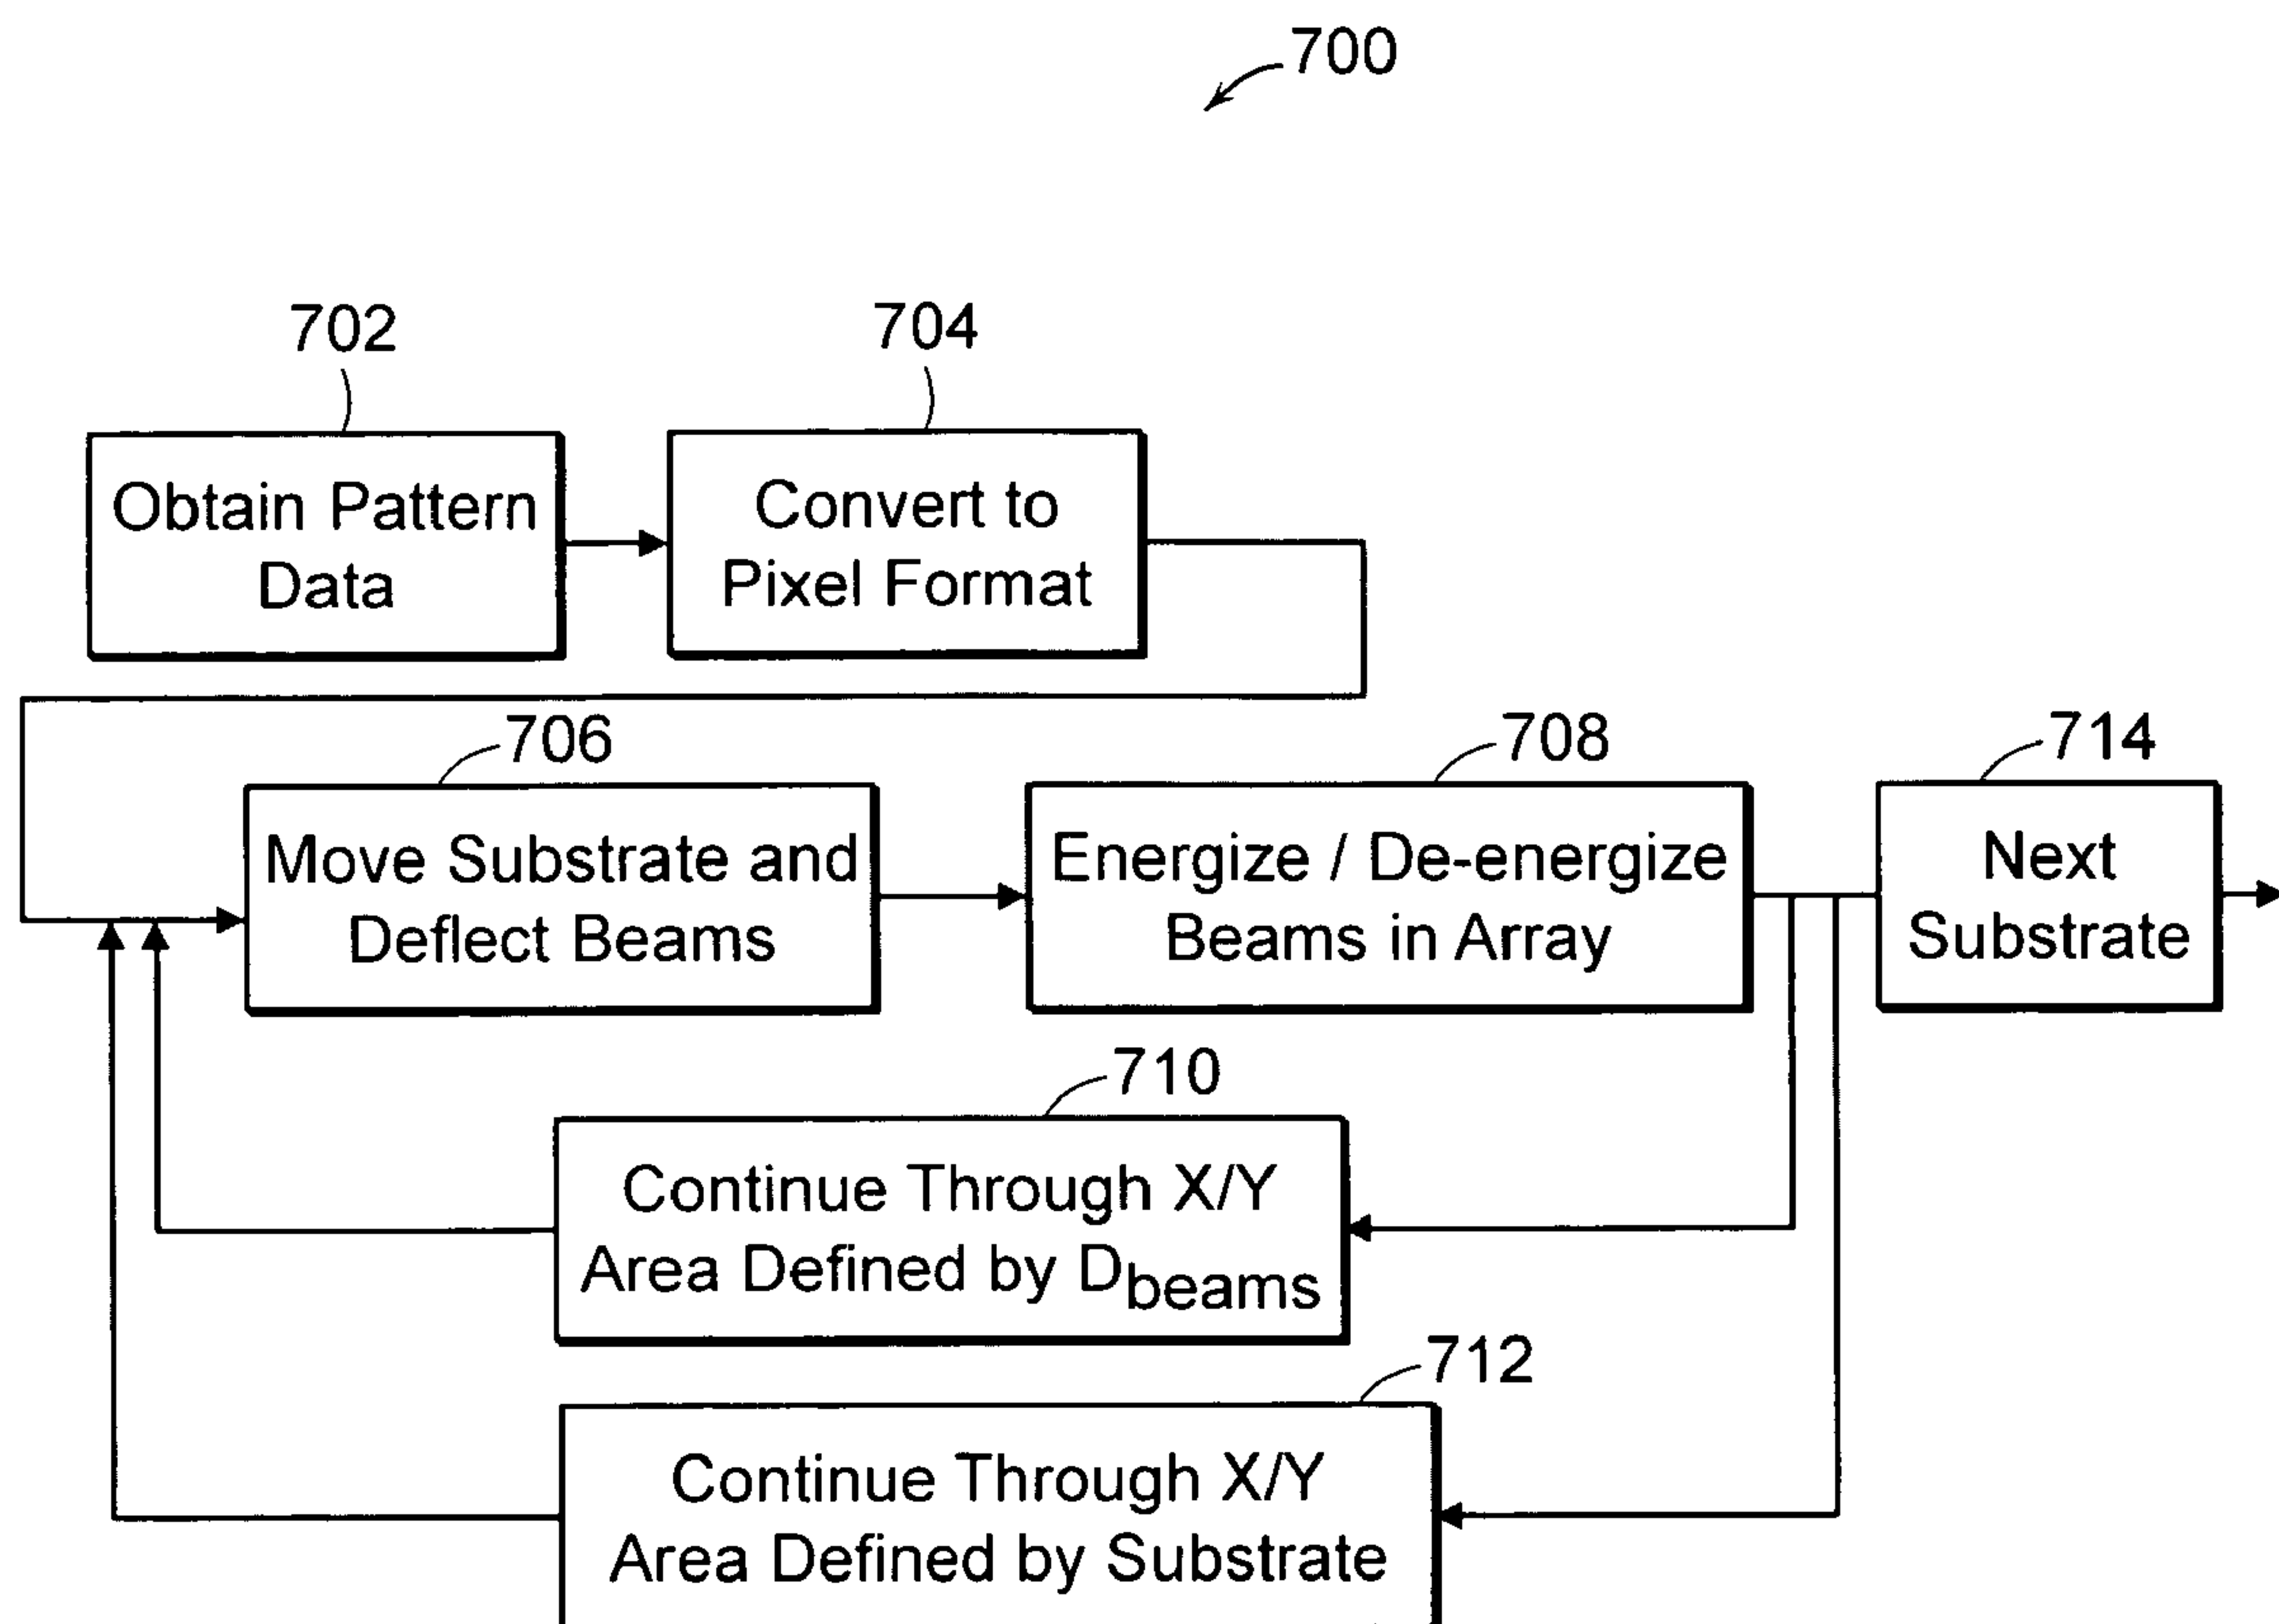 700
702
704
Obtain Pattern
Data
Convert to
Pixel Format
706
708
714
Move Substrate and
Deflect Beams
Energize / De-energize
Beams in Array
Next
Substrate
710
Continue Through X/Y
Area Defined by Dbeams
712
Continue Through X/Y
Area Defined by Substrate